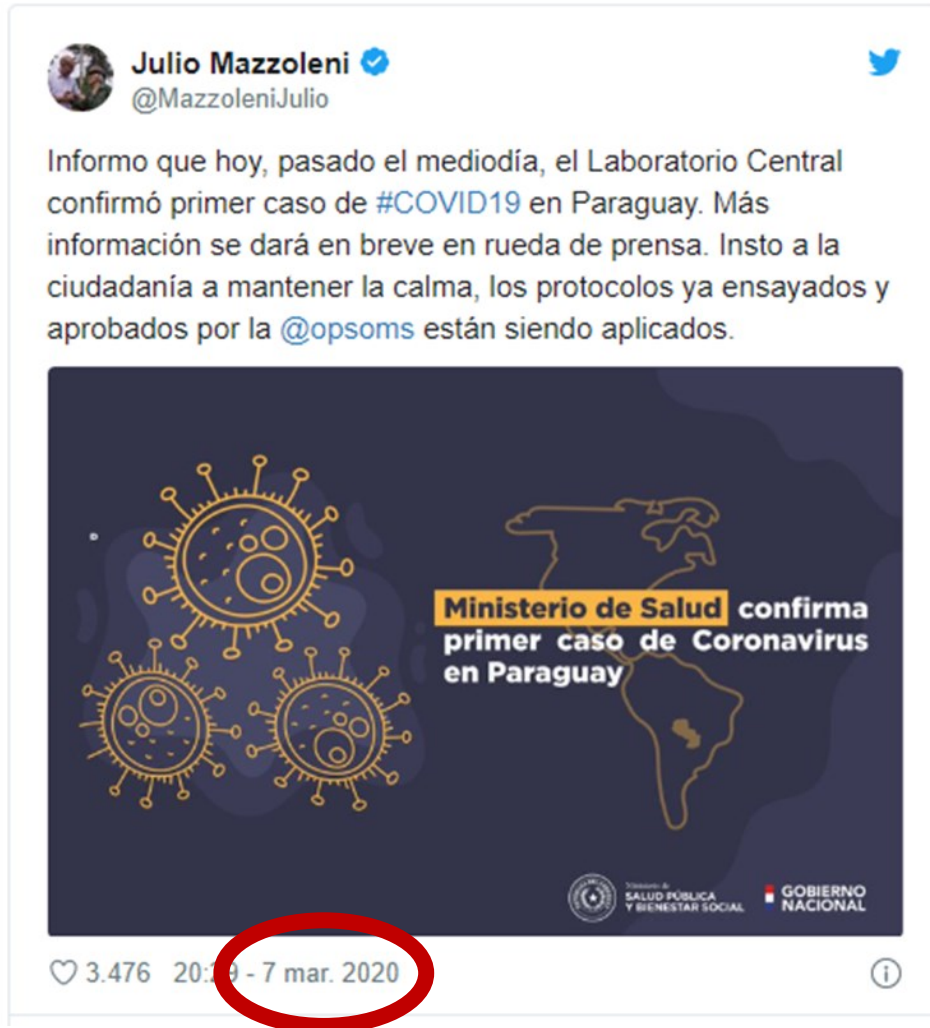 Julio Mazzoleni
@MazzoleniJulio
Informo que hoy, pasado el mediodía, el Laboratorio Central
confirmó primer caso de #COVID19 en Paraguay. Más
información se dará en breve en rueda de prensa. Insto a la
ciudadanía a mantener la calma, los protocolos ya ensayados y
aprobados por la @opsoms están siendo aplicados.
Ministerio de Salud confirma
primer caso de Coronavirus
en Paraguay
Ministerio de
SALUD PÚBLICA
Y BIENESTAR SOCIAL
GOBIERNO
NACIONAL
3.476 - 7 mar. 2020